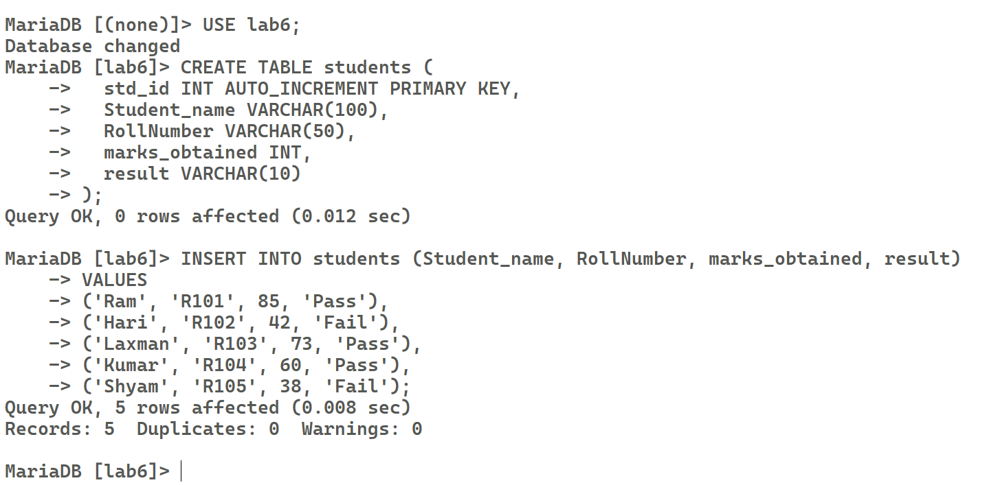 MariaDB [(none)]> USE lab6;
Database changed
MariaDB [lab6]> CREATE TABLE students (
    ->   std_id INT AUTO_INCREMENT PRIMARY KEY,
    ->   Student_name VARCHAR(100),
    ->   RollNumber VARCHAR(50),
    ->   marks_obtained INT,
    ->   result VARCHAR(10)
    -> );
Query OK, 0 rows affected (0.012 sec)

MariaDB [lab6]> INSERT INTO students (Student_name, RollNumber, marks_obtained, result)
    -> VALUES
    -> ('Ram', 'R101', 85, 'Pass'),
    -> ('Hari', 'R102', 42, 'Fail'),
    -> ('Laxman', 'R103', 73, 'Pass'),
    -> ('Kumar', 'R104', 60, 'Pass'),
    -> ('Shyam', 'R105', 38, 'Fail');
Query OK, 5 rows affected (0.008 sec)
Records: 5  Duplicates: 0  Warnings: 0

MariaDB [lab6]>